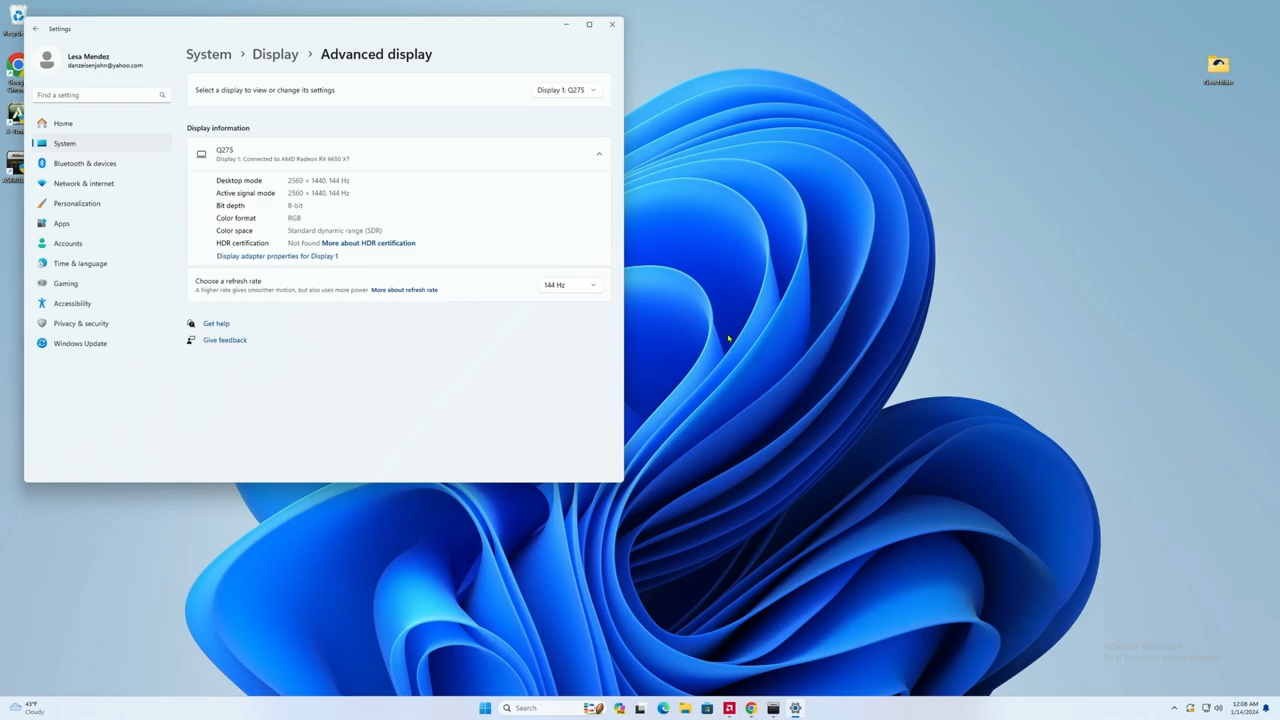 Settings
Lesa Mendez
danzeisenjohn@yahoo.com
Find a setting
Home
System
Bluetooth & devices
Network & internet
Personalization
Apps
Accounts
Time & language
Gaming
Accessibility
Privacy & security
Windows Update
System > Display > Advanced display
Select a display to view or change its settings
Display 1: Q27S
Display information
Q27S
Display 1: Connected to AMD Radeon RX 6650 XT
Desktop mode 2560 × 1440, 144 Hz
Active signal mode 2560 × 1440, 144 Hz
Bit depth 8-bit
Color format RGB
Color space Standard dynamic range (SDR)
HDR certification Not found More about HDR certification
Display adapter properties for Display 1
Choose a refresh rate
A higher rate gives smoother motion, but also uses more power More about refresh rate
144 Hz
Get help
Give feedback
Activate Windows
43°F
Cloudy
Search
12:08 AM
1/14/2024